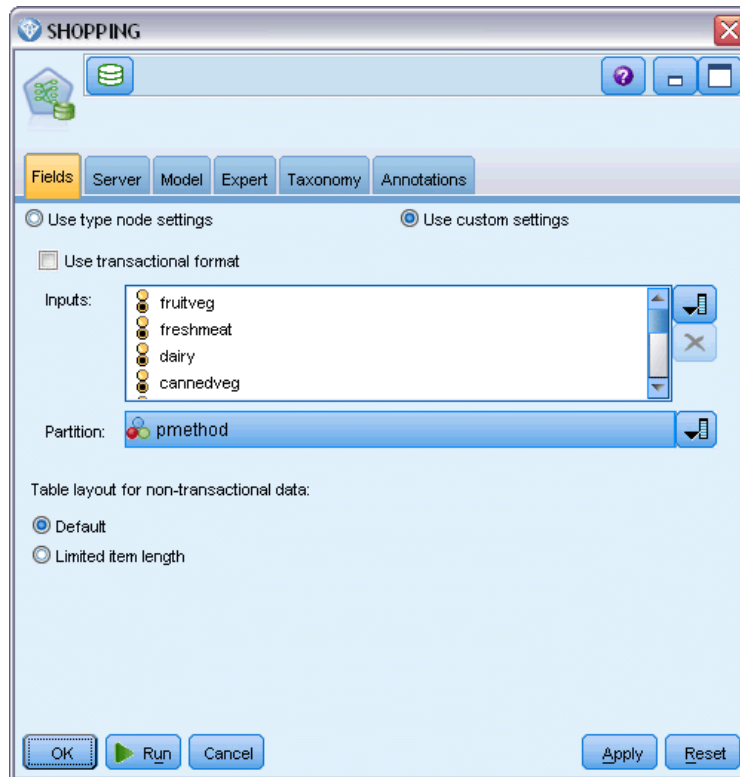 SHOPPING
Fields Server Model Expert Taxonomy Annotations
Use type node settings Use custom settings
Use transactional format
Inputs: fruitveg
freshmeat
dairy
cannedveg
Partition: pmethod
Table layout for non-transactional data:
Default
Limited item length
OK Run Cancel Apply Reset